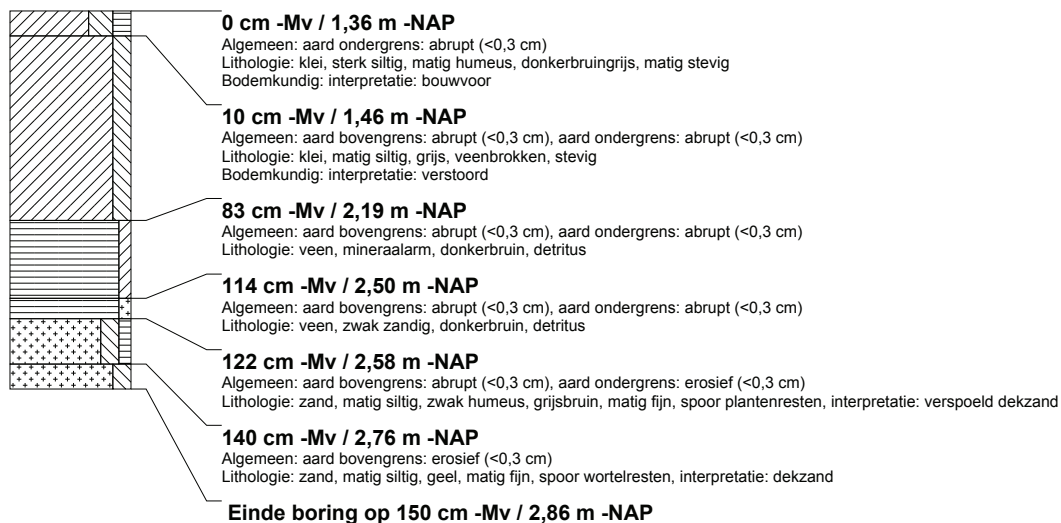 0 cm -Mv / 1,36 m -NAP
Algemeen: aard ondergrens: abrupt (<0,3 cm)
Lithologie: klei, sterk siltig, matig humeus, donkerbruingrijs, matig stevig
Bodemkundig: interpretatie: bouwvoor
10 cm -Mv / 1,46 m -NAP
Algemeen: aard bovengrens: abrupt (<0,3 cm), aard ondergrens: abrupt (<0,3 cm)
Lithologie: klei, matig siltig, grijs, veenbrokken, stevig
Bodemkundig: interpretatie: verstoord
83 cm -Mv / 2,19 m -NAP
Algemeen: aard bovengrens: abrupt (<0,3 cm), aard ondergrens: abrupt (<0,3 cm)
Lithologie: veen, mineraalarm, donkerbruin, detritus
114 cm -Mv / 2,50 m -NAP
Algemeen: aard bovengrens: abrupt (<0,3 cm), aard ondergrens: abrupt (<0,3 cm)
Lithologie: veen, zwak zandig, donkerbruin, detritus
122 cm -Mv / 2,58 m -NAP
Algemeen: aard bovengrens: abrupt (<0,3 cm), aard ondergrens: erosief (<0,3 cm)
Lithologie: zand, matig siltig, zwak humeus, grijsbruin, matig fijn, spoor plantenresten, interpretatie: verspoeld dekzand
140 cm -Mv / 2,76 m -NAP
Algemeen: aard bovengrens: erosief (<0,3 cm)
Lithologie: zand, matig siltig, geel, matig fijn, spoor wortelresten, interpretatie: dekzand
Einde boring op 150 cm -Mv / 2,86 m -NAP